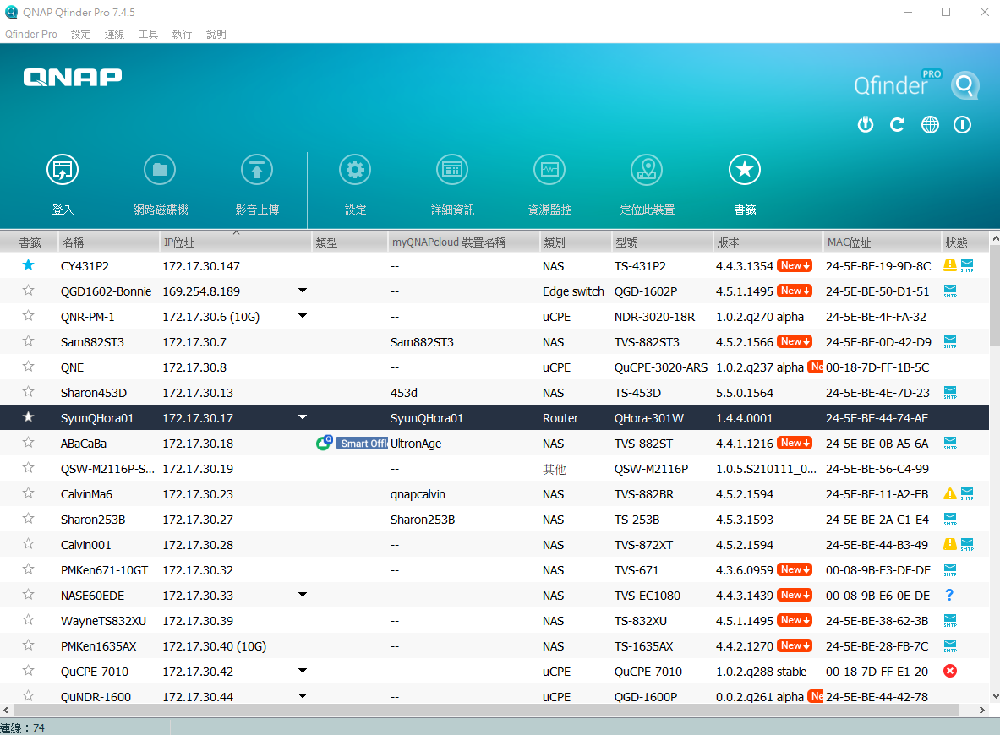 QNAP Qfinder Pro 7.4.5
Qfinder Pro 設定 連線 工具 執行 說明
QNAP
Qfinder PRO
登入 網路磁碟機 影音上傳 設定 詳細資訊 資源監控 定位此裝置 書籤
書籤 名稱 IP位址 類型 myQNAPcloud 裝置名稱 類別 型號 版本 MAC位址 狀態
CY431P2 172.17.30.147 -- NAS TS-431P2 4.4.3.1354 New 24-5E-BE-19-9D-8C SMTP
QGD1602-Bonnie 169.254.8.189 -- Edge switch QGD-1602P 4.5.1.1495 New 24-5E-BE-50-D1-51 SMTP
QNR-PM-1 172.17.30.6 (10G) -- uCPE NDR-3020-18R 1.0.2.q270 alpha 24-5E-BE-4F-FA-32
Sam882ST3 172.17.30.7 Sam882ST3 NAS TVS-882ST3 4.5.2.1566 New 24-5E-BE-0D-42-D9 SMTP
QNE 172.17.30.8 -- uCPE QuCPE-3020-ARS 1.0.2.q237 alpha Ne 00-18-7D-FF-1B-5C
Sharon453D 172.17.30.13 453d NAS TS-453D 5.5.0.1564 24-5E-BE-4E-7D-23 SMTP
SyunQHora01 172.17.30.17 SyunQHora01 Router QHora-301W 1.4.4.0001 24-5E-BE-44-74-AE
ABaCaBa 172.17.30.18 Smart Offi UltronAge NAS TVS-882ST 4.4.1.1216 New 24-5E-BE-0B-A5-6A SMTP
QSW-M2116P-S... 172.17.30.19 -- 其他 QSW-M2116P 1.0.5.S210111_0... 24-5E-BE-56-C4-99
CalvinMa6 172.17.30.23 qnapcalvin NAS TVS-882BR 4.5.2.1594 24-5E-BE-11-A2-EB SMTP
Sharon253B 172.17.30.27 Sharon253B NAS TS-253B 4.5.3.1593 24-5E-BE-2A-C1-E4 SMTP
Calvin001 172.17.30.28 -- NAS TVS-872XT 4.5.2.1594 24-5E-BE-44-B3-49 SMTP
PMKen671-10GT 172.17.30.32 -- NAS TVS-671 4.3.6.0959 New 00-08-9B-E3-DF-DE SMTP
NASE60EDE 172.17.30.33 -- NAS TVS-EC1080 4.4.3.1439 New 00-08-9B-E6-0E-DE ?
WayneTS832XU 172.17.30.39 -- NAS TS-832XU 4.5.1.1495 New 24-5E-BE-38-62-3B SMTP
PMKen1635AX 172.17.30.40 (10G) -- NAS TS-1635AX 4.4.2.1270 New 24-5E-BE-28-FB-7C SMTP
QuCPE-7010 172.17.30.42 -- uCPE QuCPE-7010 1.0.2.q288 stable 00-18-7D-FF-E1-20
QuNDR-1600 172.17.30.44 -- uCPE QGD-1600P 0.0.2.q261 alpha Ne 24-5E-BE-44-42-78
連線：74